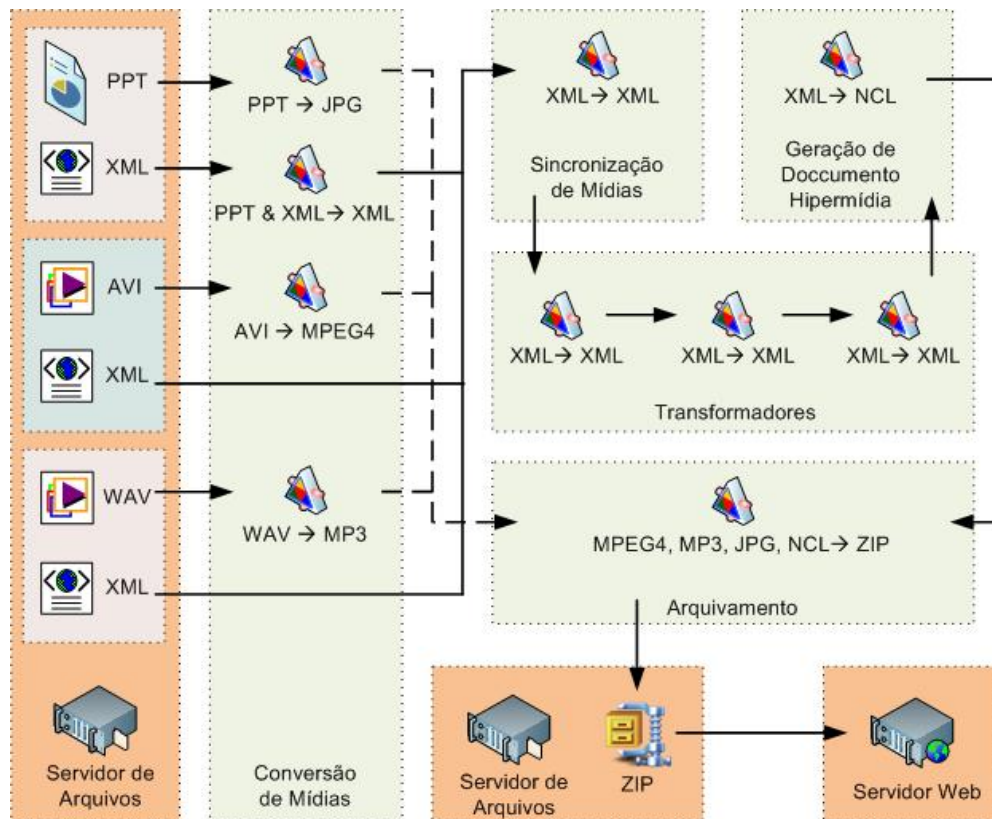 PPT
XML
AVI
XML
WAV
XML
Servidor de
Arquivos
PPT → JPG
PPT & XML→ XML
AVI → MPEG4
WAV → MP3
Conversão
de Mídias
XML→ XML
Sincronização
de Mídias
XML→ NCL
Geração de
Doccumento
Hipermídia
XML→ XML
XML→ XML
XML→ XML
Transformadores
MPEG4, MP3, JPG, NCL→ ZIP
Arquivamento
Servidor de
Arquivos
ZIP
Servidor Web